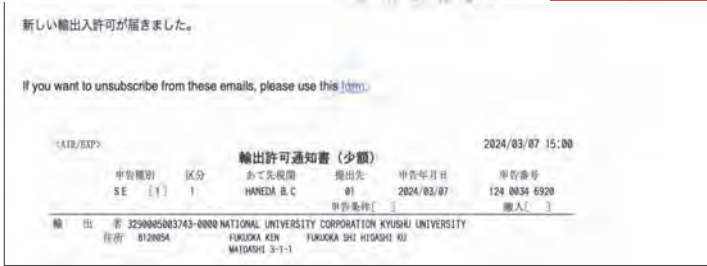 新しい輸出入許可が届きました。
If you want to unsubscribe from these emails, please use this form.
<AIR/EXP> 2024/03/07 15:00
輸出許可通知書（少額）
申告種別 区分 あて先税関 提出先 申告年月日 申告番号
SE [1] 1 HANEDA B.C 01 2024/03/07 124 0034 6920
申告条件[ ] 搬入[ ]
輸 出 者 3290005003743-0000 NATIONAL UNIVERSITY CORPORATION KYUSHU UNIVERSITY
住所 8120054 FUKUOKA KEN FUKUOKA SHI HIGASHI KU
MAIDASHI 3-1-1